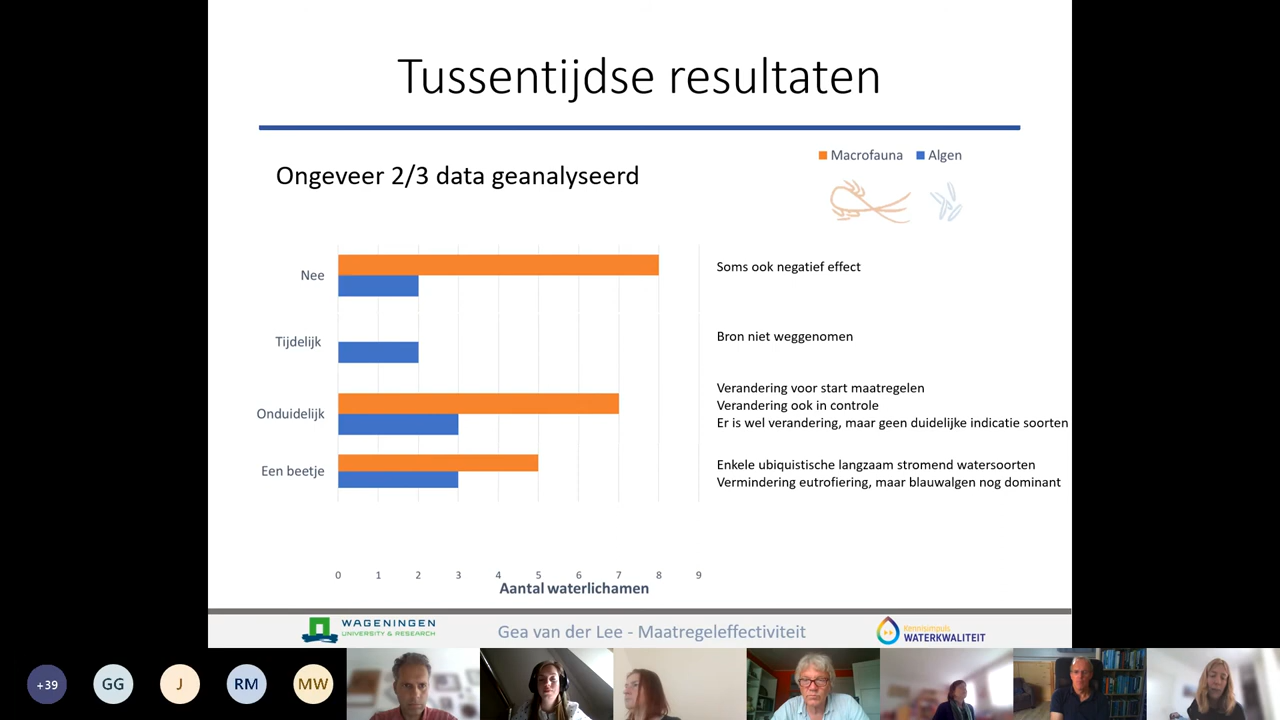 Tussentijdse resultaten
Ongeveer 2/3 data geanalyseerd
Macrofauna Algen
Nee
Soms ook negatief effect
Tijdelijk
Bron niet weggenomen
Onduidelijk
Verandering voor start maatregelen
Verandering ook in controle
Er is wel verandering, maar geen duidelijke indicatie soorten
Een beetje
Enkele ubiquistische langzaam stromend watersoorten
Vermindering eutrofiering, maar blauwalgen nog dominant
0 1 2 3 4 5 6 7 8 9
Aantal waterlichamen
WAGENINGEN
UNIVERSITY & RESEARCH
Gea van der Lee - Maatregeleffectiviteit
Kennisimpuls
WATERKWALITEIT
+39 GG J RM MW